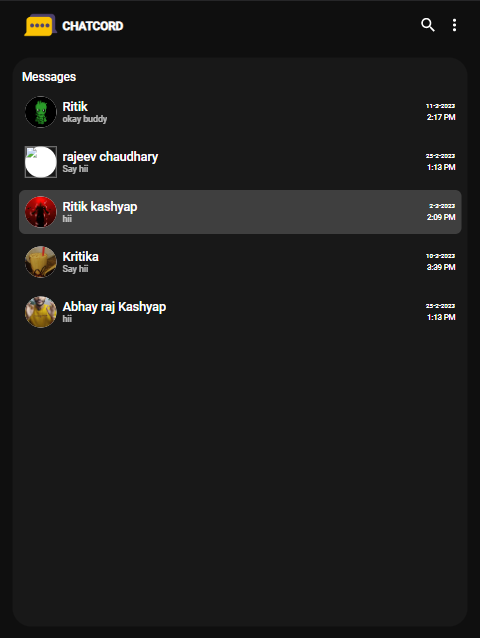 CHATCORD
Messages
Ritik
11-3-2023
okay buddy
2:17 PM
rajeev chaudhary
25-2-2023
Say hii
1:13 PM
Ritik kashyap
2-3-2023
hii
2:09 PM
Kritika
10-3-2023
Say hii
3:39 PM
Abhay raj Kashyap
25-2-2023
hii
1:13 PM